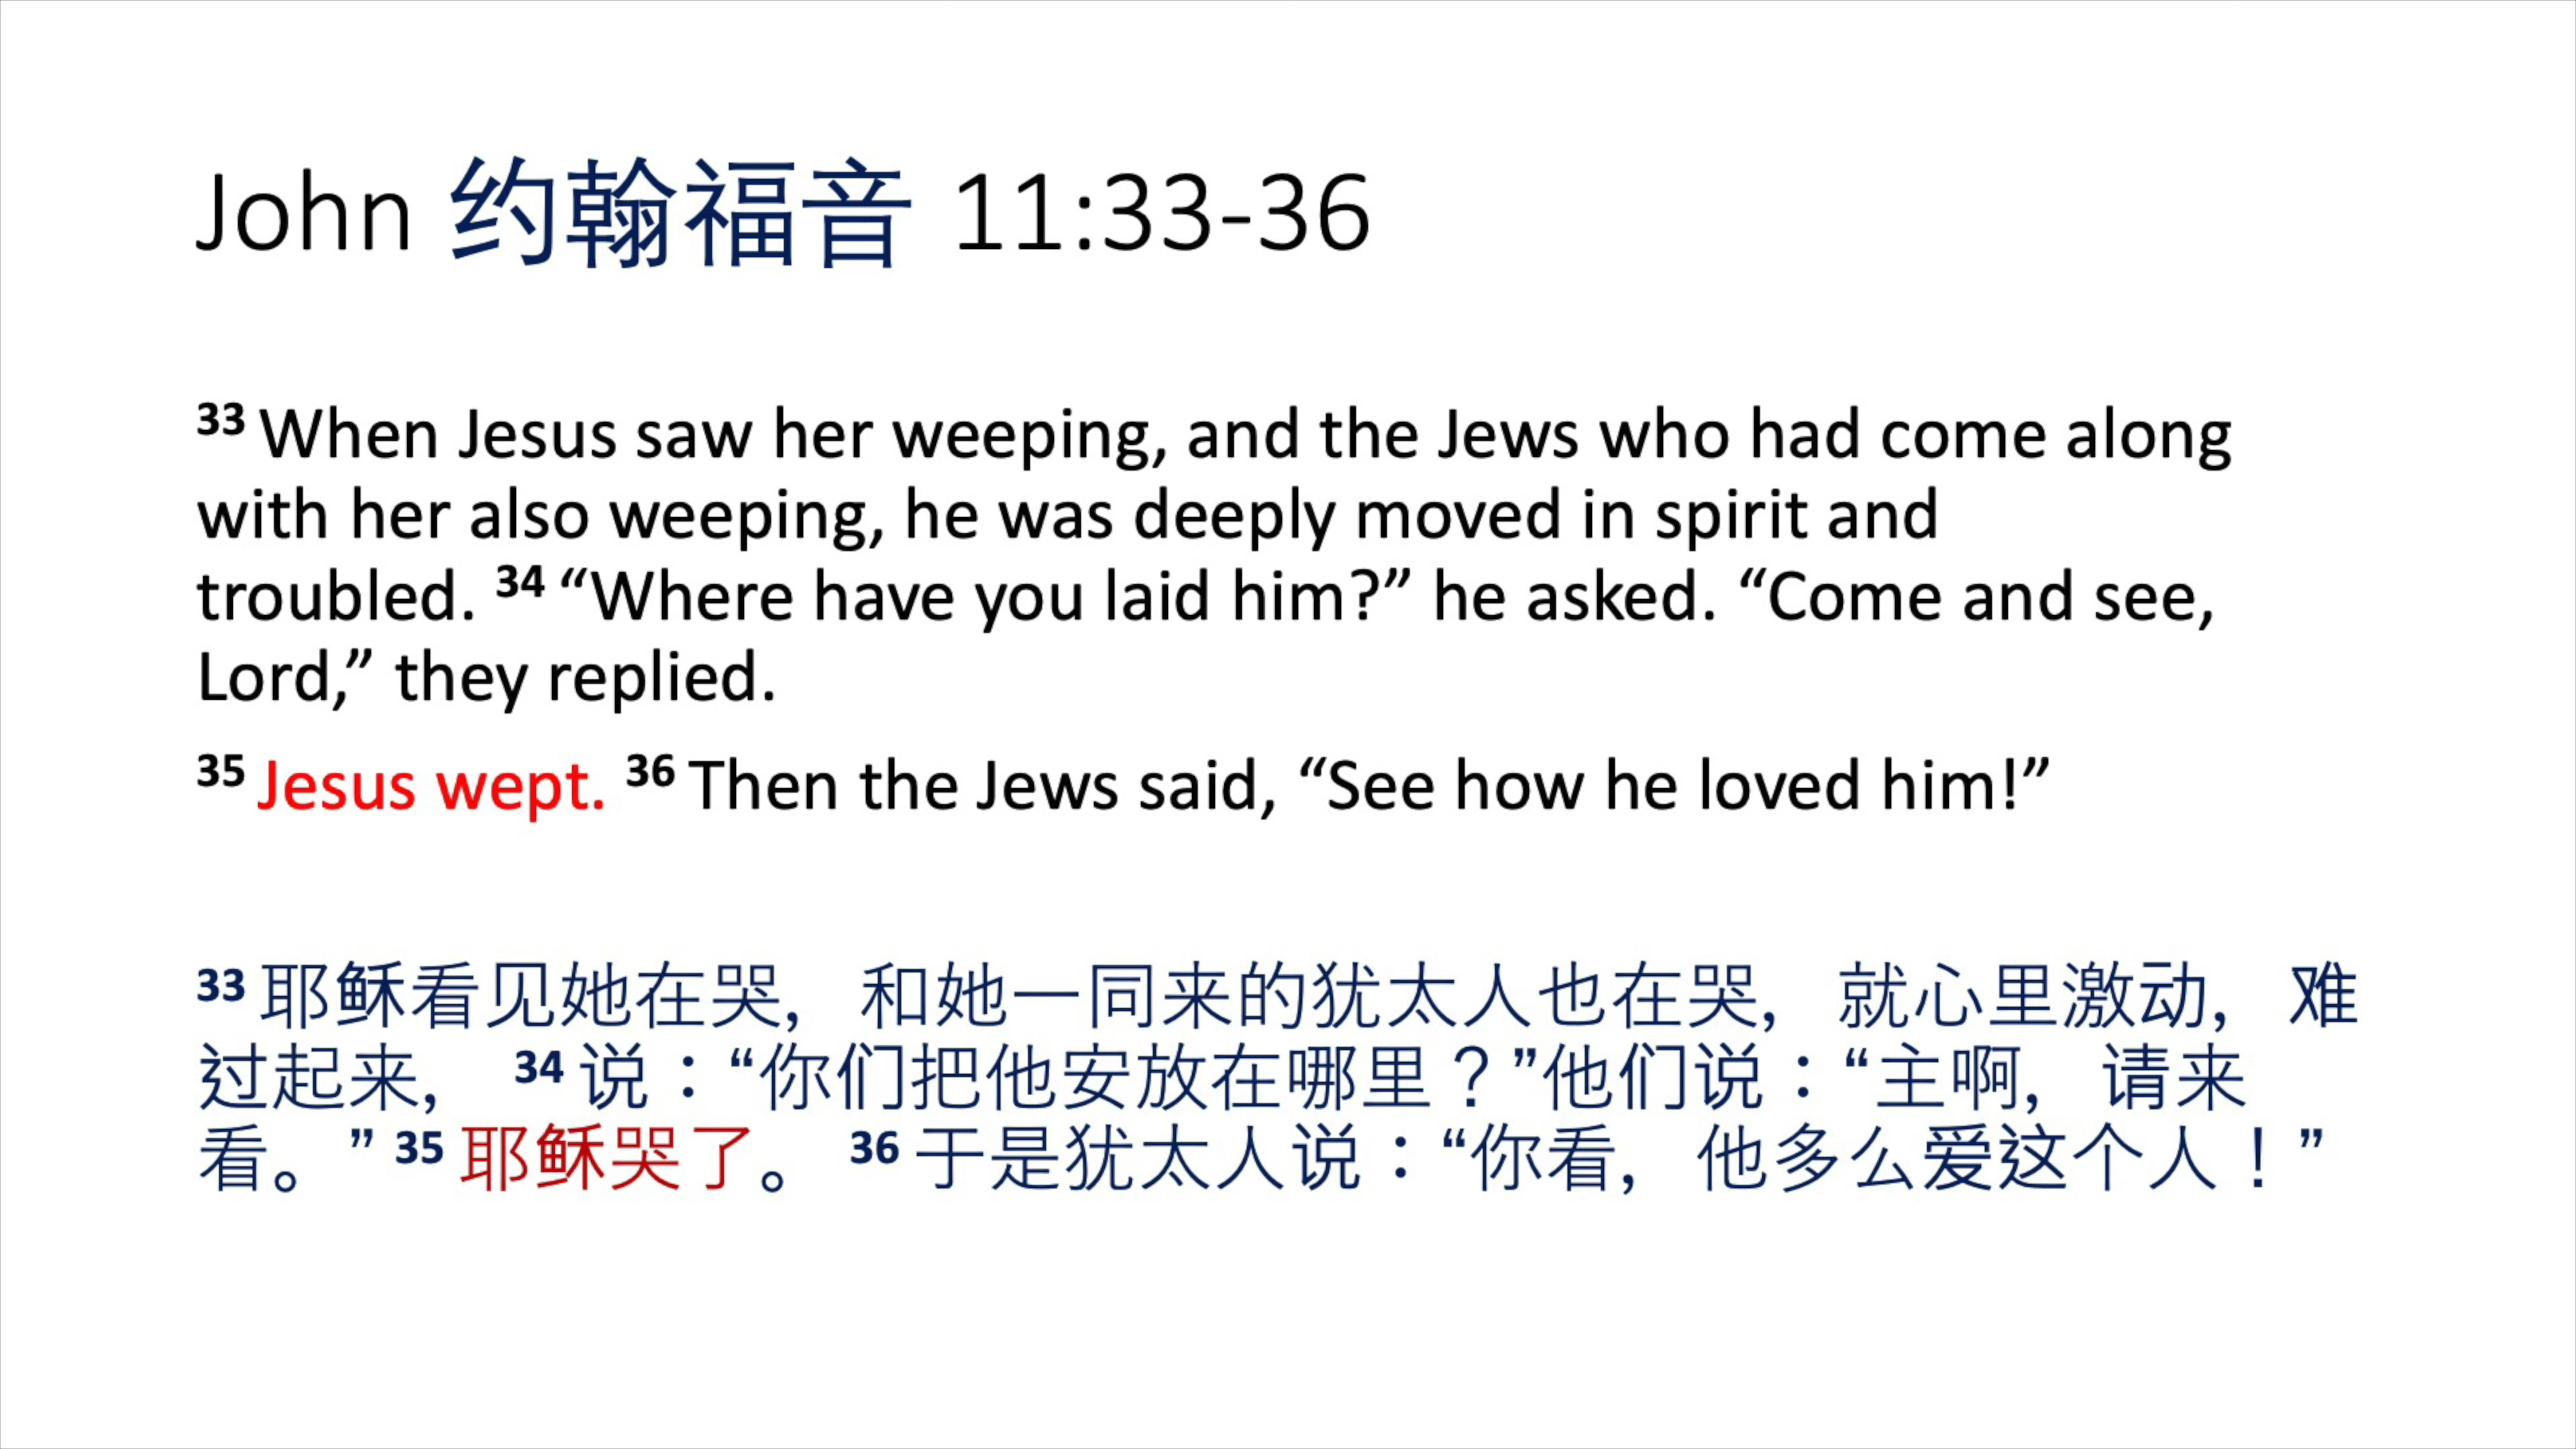 John 约翰福音 11:33-36
33 When Jesus saw her weeping, and the Jews who had come along
with her also weeping, he was deeply moved in spirit and
troubled. 34 “Where have you laid him?” he asked. “Come and see,
Lord,” they replied.
35 Jesus wept. 36 Then the Jews said, “See how he loved him!”
33 耶稣看见她在哭，和她一同来的犹太人也在哭，就心里激动，难
过起来， 34 说：“你们把他安放在哪里？”他们说：“主啊，请来
看。” 35 耶稣哭了。 36 于是犹太人说：“你看，他多么爱这个人！”